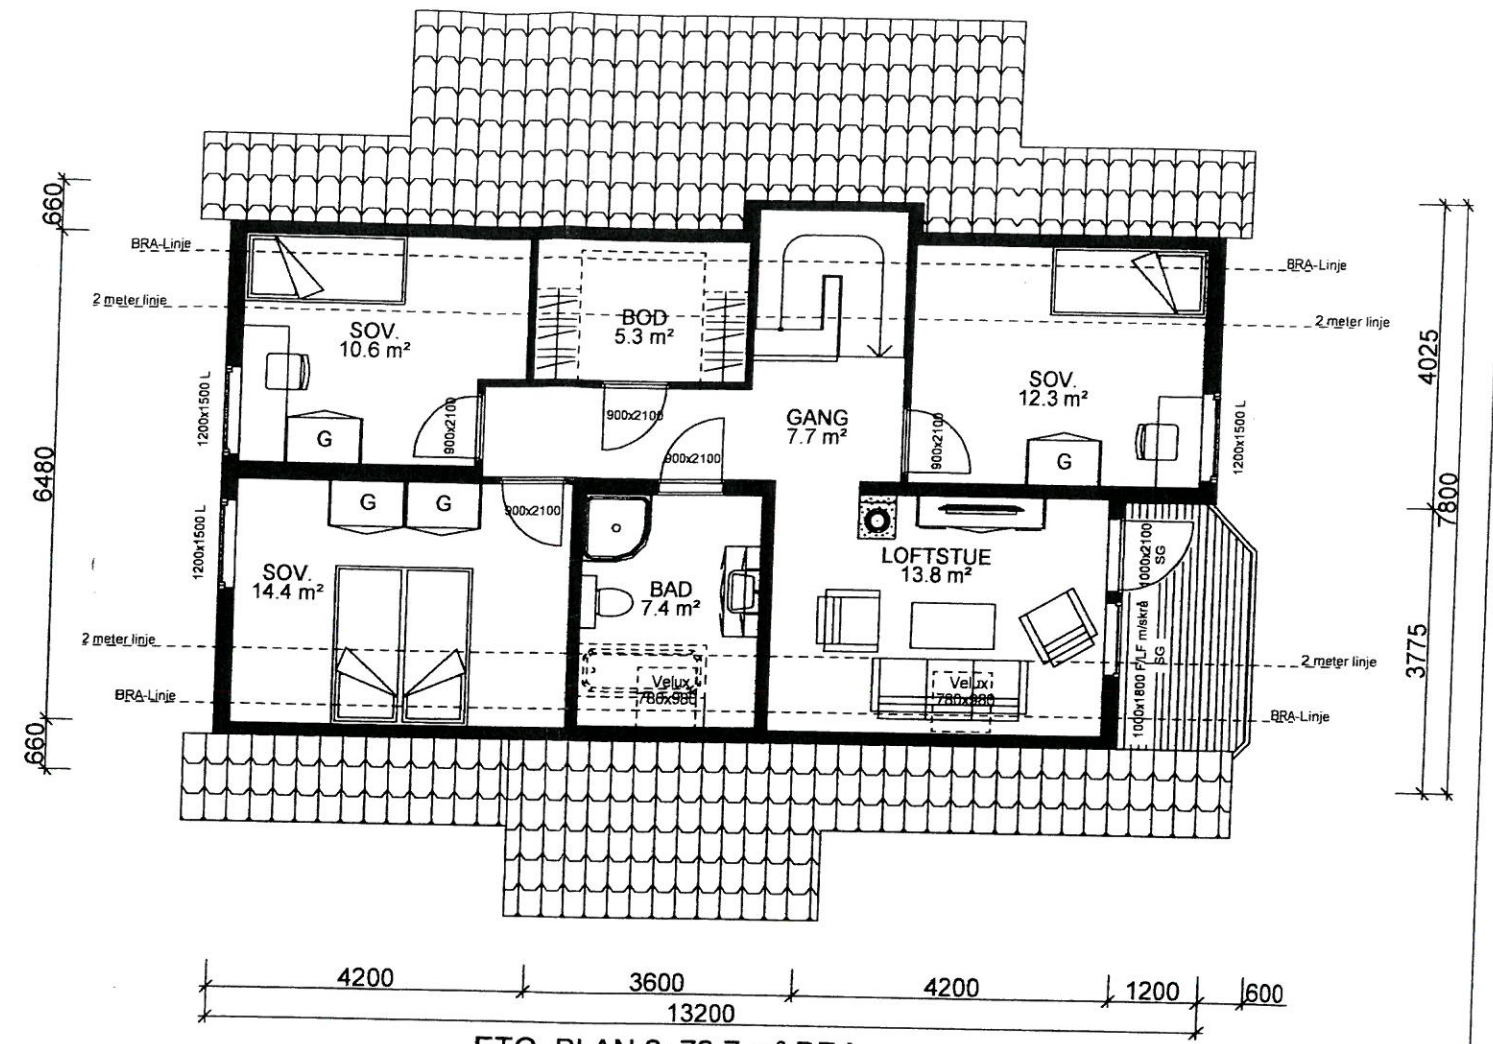 660
BRA-Linje
BRA-Linje
2 meter linje
2 meter linje
BOD
5.3 m²
SOV.
10.6 m²
SOV.
12.3 m²
4025
1200x1500 L
1200x1500 L
900x2100
900x2100
900x2100
900x2100
GANG
7.7 m²
G
G
6480
7800
G
G
900x2100
1200x1500 L
SOV.
14.4 m²
BAD
7.4 m²
LOFTSTUE
13.8 m²
1000x2100
SG
1000x1800 F/LF m/skrå
SG
3775
2 meter linje
2 meter linje
Velux
780x980
Velux
780x980
BRA-Linje
BRA-Linje
660
4200
3600
4200
1200
600
13200